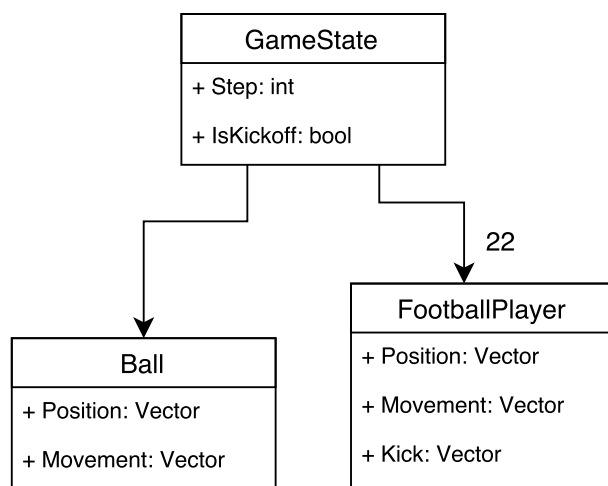 GameState
+ Step: int
+ IsKickoff: bool
22
FootballPlayer
+ Position: Vector
+ Movement: Vector
+ Kick: Vector
Ball
+ Position: Vector
+ Movement: Vector